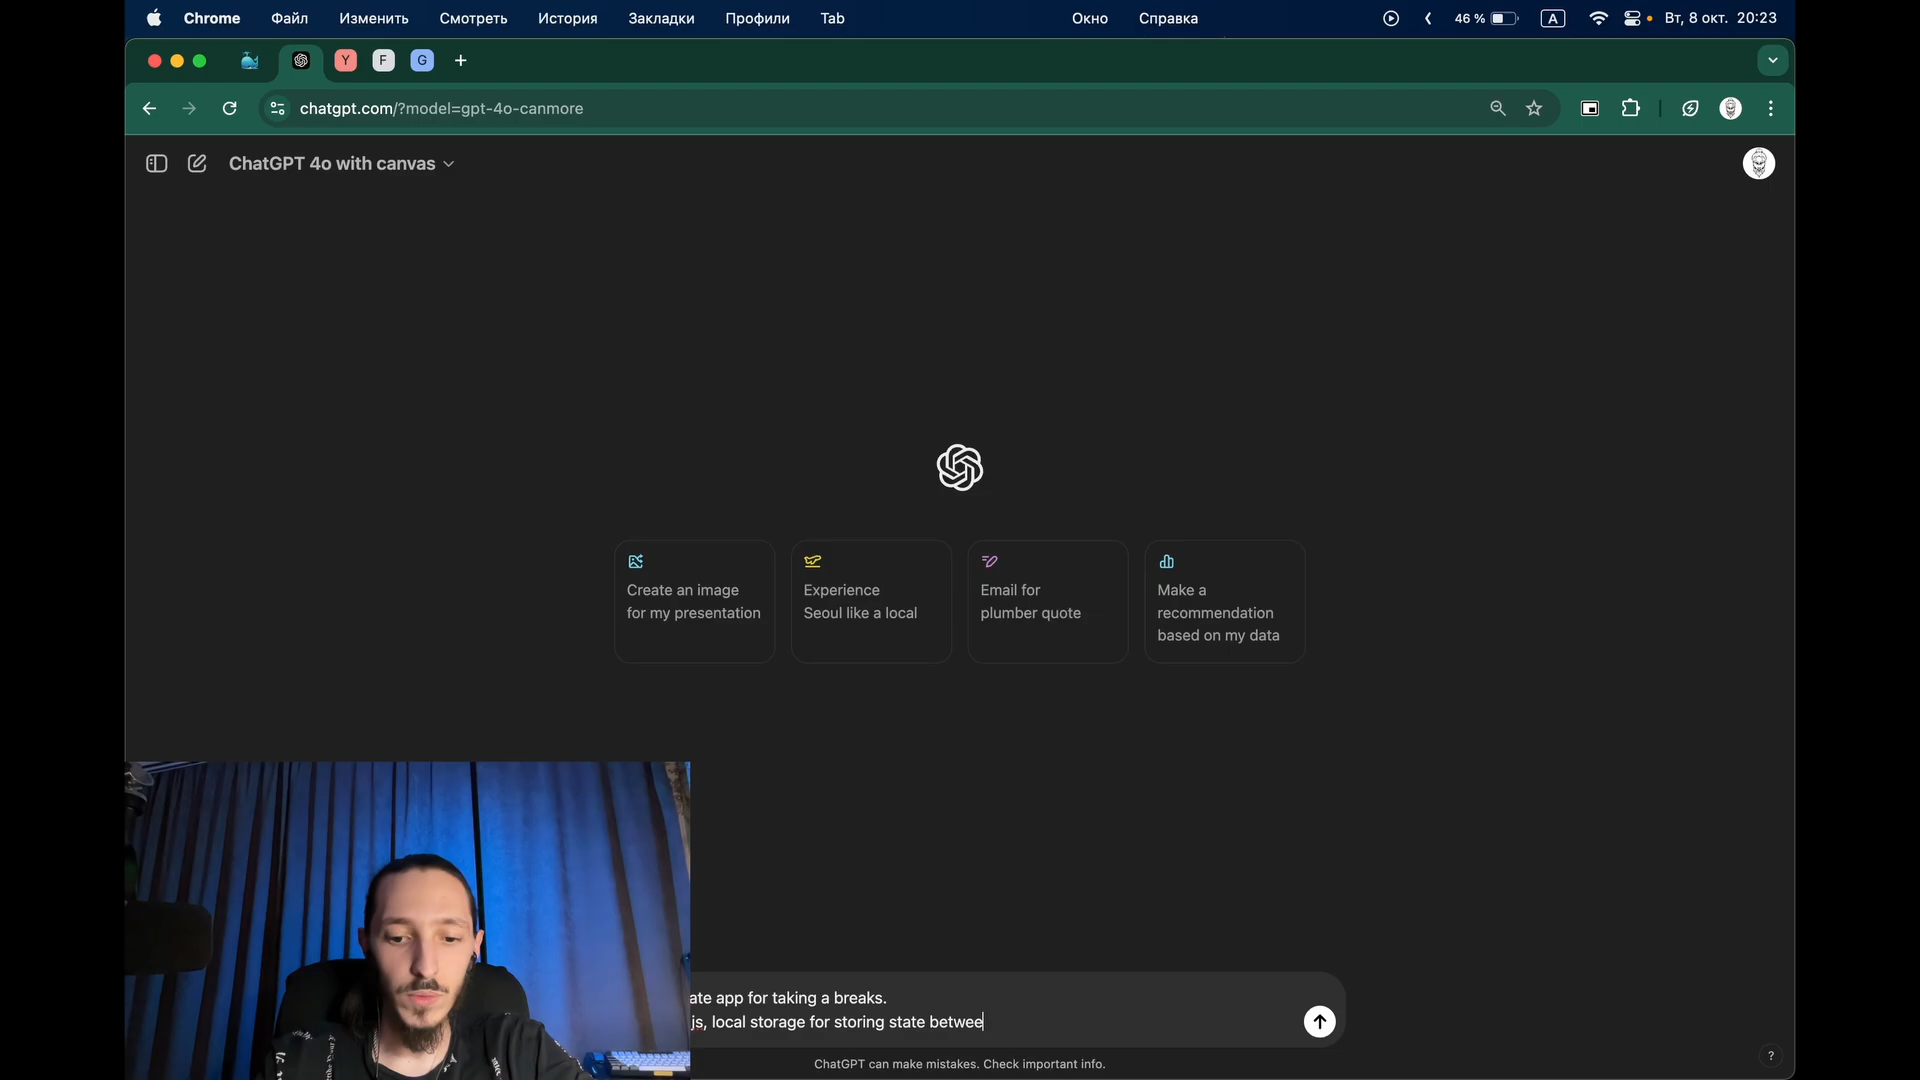 Chrome Файл Изменить Смотреть История Закладки Профили Tab Окно Справка 46 % A Вт, 8 окт. 20:23
Y F G
chatgpt.com/?model=gpt-4o-canmore
ChatGPT 4o with canvas
Create an image
for my presentation
Experience
Seoul like a local
Email for
plumber quote
Make a
recommendation
based on my data
ate app for taking a breaks.
js, local storage for storing state betwee
ChatGPT can make mistakes. Check important info.
?